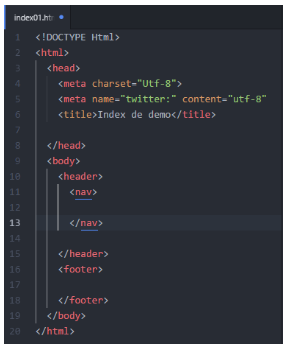 index01.htm
1 <!DOCTYPE Html>
2 <html>
3 <head>
4 <meta charset="Utf-8">
5 <meta name="twitter:" content="utf-8"
6 <title>Index de demo</title>
7
8 </head>
9 <body>
10 <header>
11 <nav>
12
13 </nav>
14
15 </header>
16 <footer>
17
18 </footer>
19 </body>
20 </html>